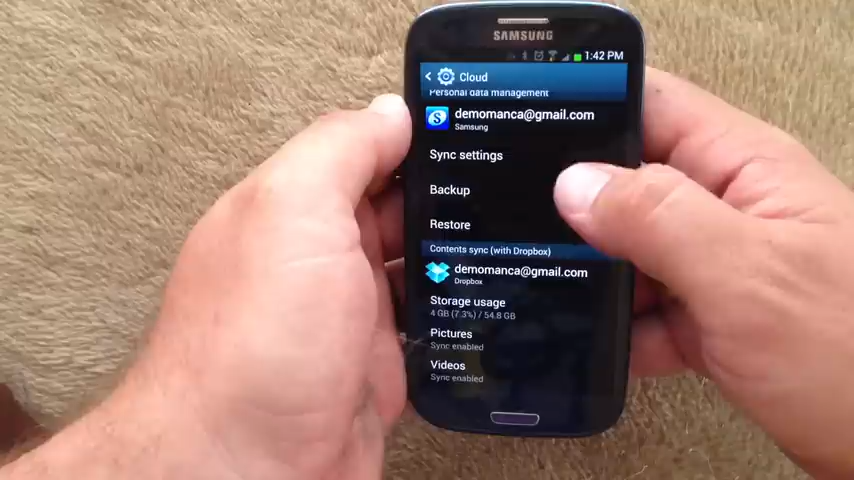 SAMSUNG
1:42 PM
Cloud
Personal data management
demomanca@gmail.com
Samsung
Sync settings
Backup
Restore
Contents sync (with Dropbox)
demomanca@gmail.com
Dropbox
Storage usage
4 GB (7.3%) / 54.8 GB
Pictures
Sync enabled
Videos
Sync enabled